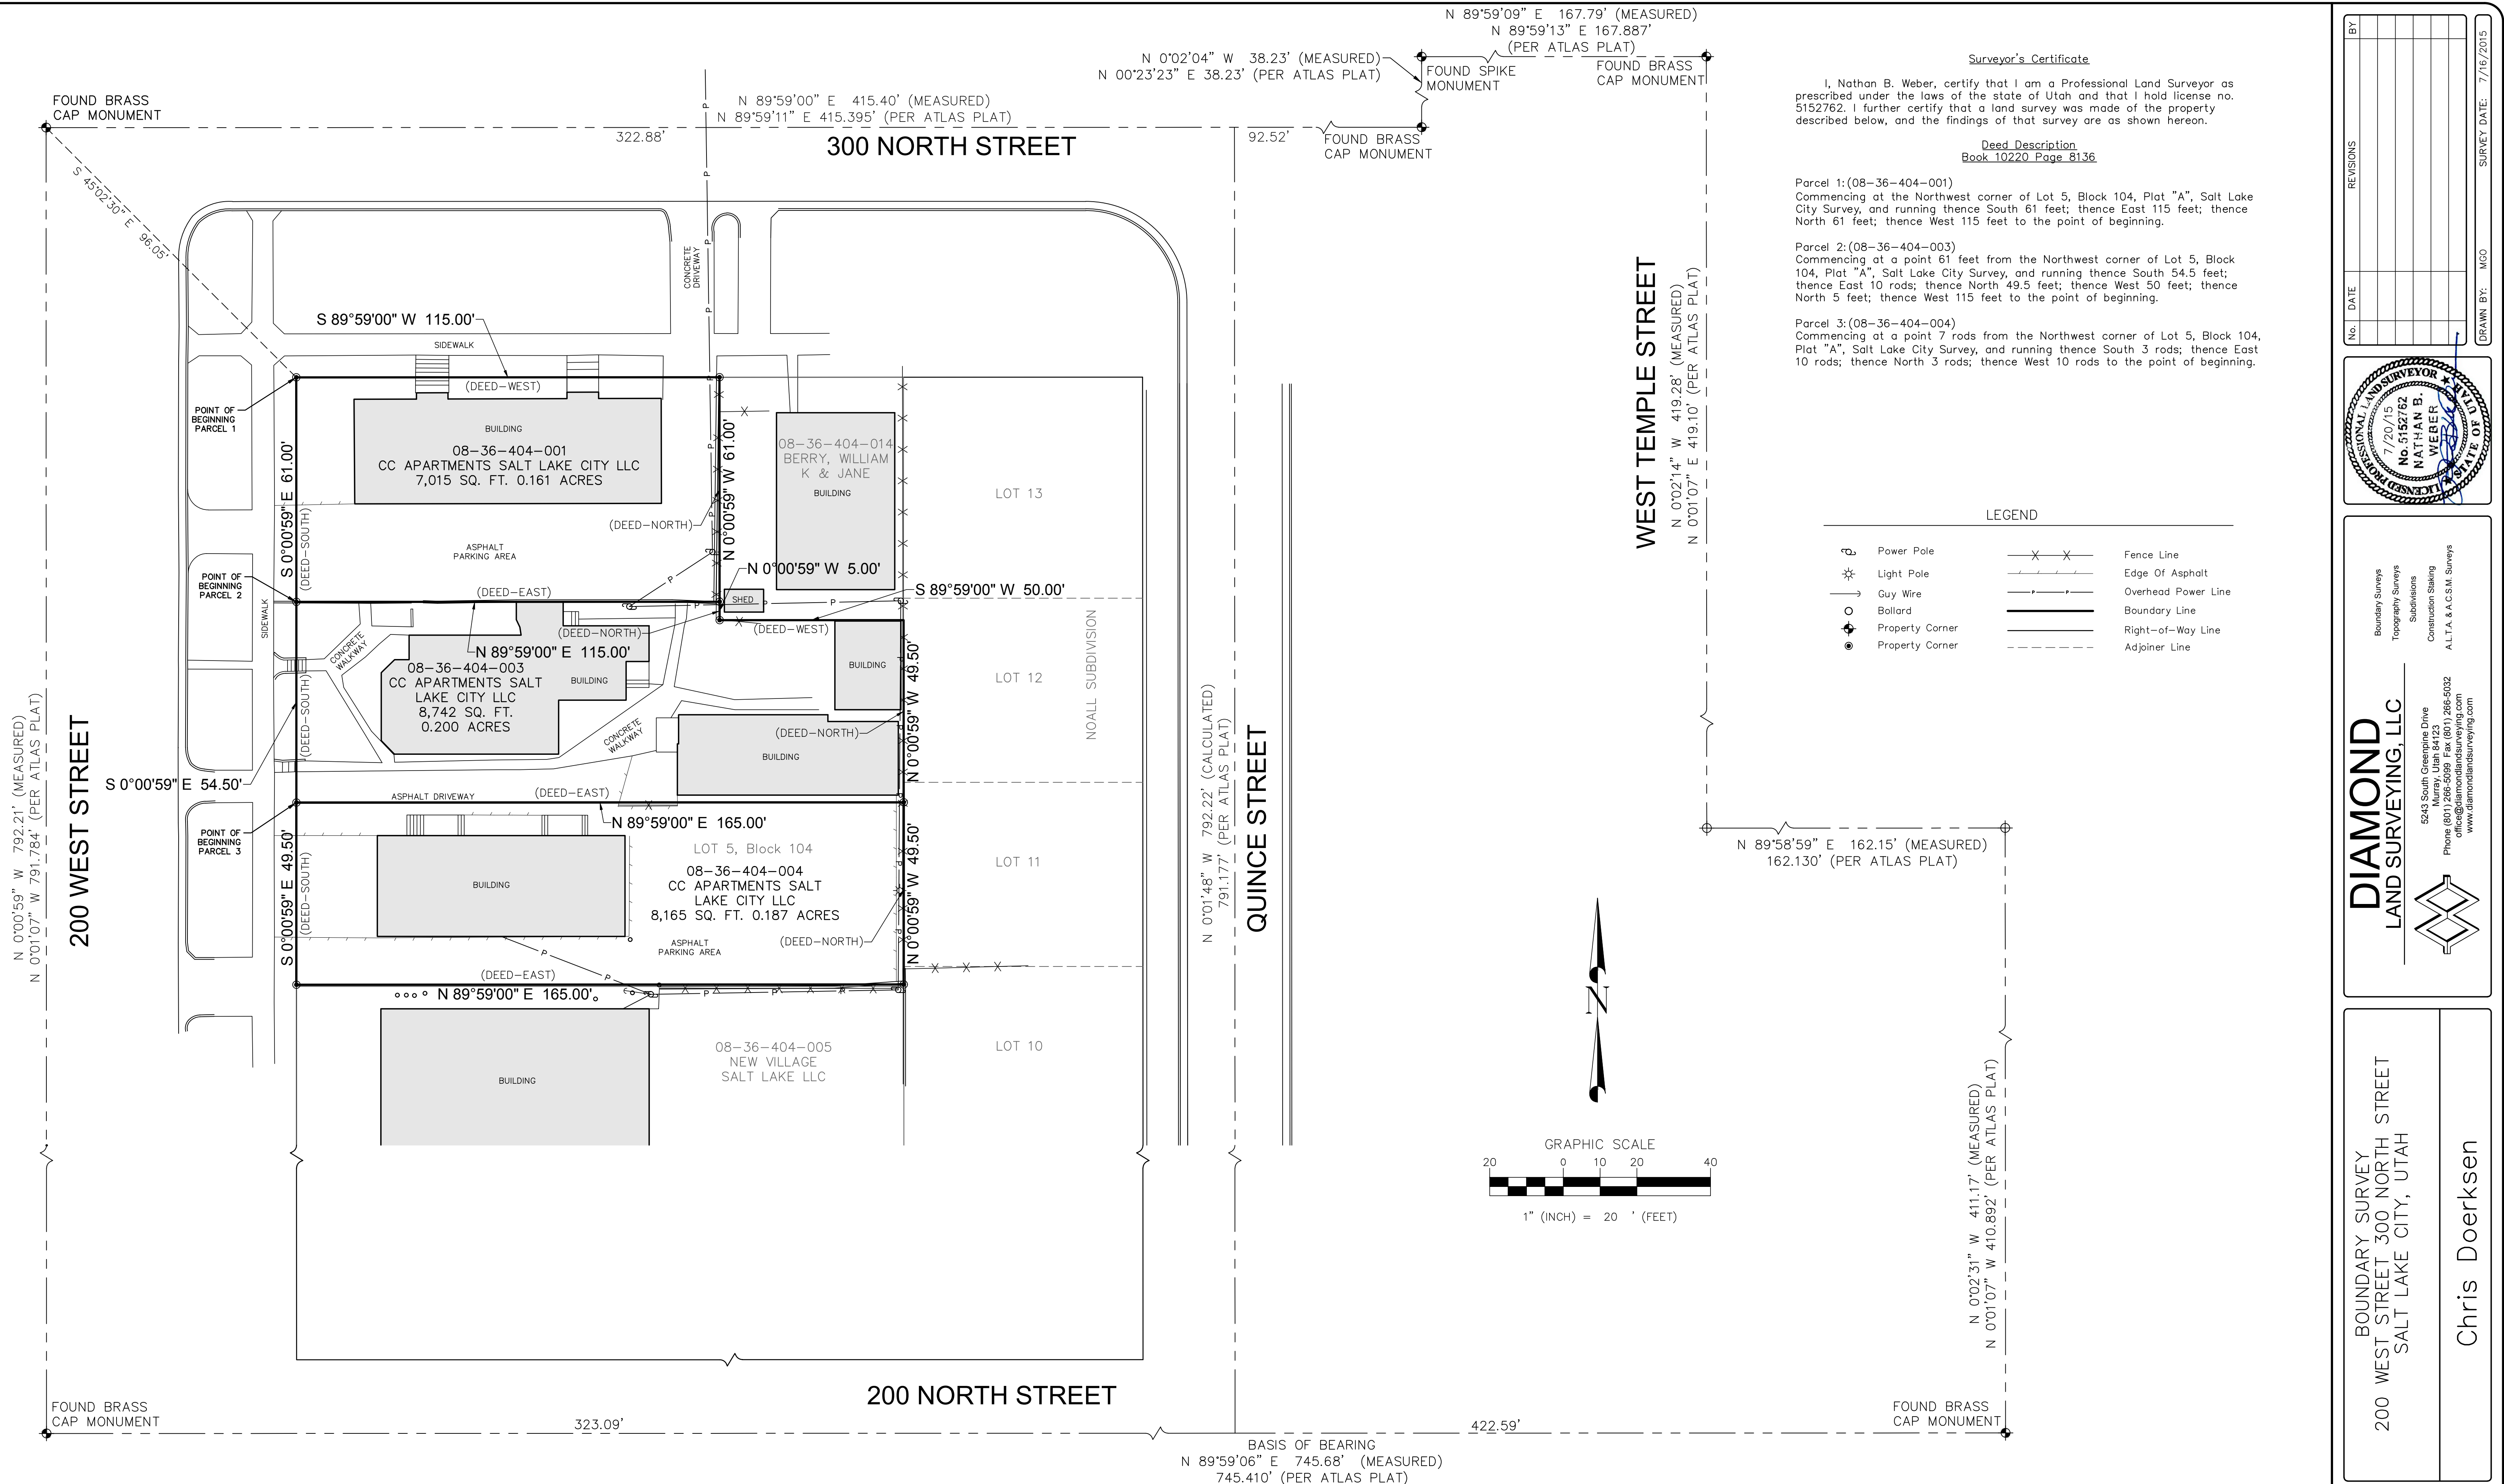 N 89°59'09" E 167.79' (MEASURED)
N 89°59'13" E 167.887'
(PER ATLAS PLAT)
N 0°02'04" W 38.23' (MEASURED)
N 00°23'23" E 38.23' (PER ATLAS PLAT)
FOUND SPIKE
MONUMENT
FOUND BRASS
CAP MONUMENT
FOUND BRASS
CAP MONUMENT
N 89°59'00" E 415.40' (MEASURED)
N 89°59'11" E 415.395' (PER ATLAS PLAT)
322.88'
300 NORTH STREET
92.52'
FOUND BRASS
CAP MONUMENT
S 45°02'30" E 96.05'
CONCRETE
DRIVEWAY
S 89°59'00" W 115.00'
SIDEWALK
(DEED-WEST)
POINT OF
BEGINNING
PARCEL 1
BUILDING
08-36-404-001
CC APARTMENTS SALT LAKE CITY LLC
7,015 SQ. FT. 0.161 ACRES
S 0°00'59" E 61.00'
(DEED-SOUTH)
N 0°00'59" W 61.00'
(DEED-NORTH)
08-36-404-014
BERRY, WILLIAM
K & JANE
BUILDING
LOT 13
ASPHALT
PARKING AREA
POINT OF
BEGINNING
PARCEL 2
(DEED-EAST)
N 0°00'59" W 5.00'
SHED
S 89°59'00" W 50.00'
SIDEWALK
CONCRETE
WALKWAY
(DEED-NORTH)
(DEED-WEST)
N 89°59'00" E 115.00'
08-36-404-003
CC APARTMENTS SALT
LAKE CITY LLC
8,742 SQ. FT.
0.200 ACRES
BUILDING
BUILDING
N 0°00'59" W 49.50'
LOT 12
NOALL SUBDIVISION
(DEED-SOUTH)
S 0°00'59" E 54.50'
CONCRETE
WALKWAY
(DEED-NORTH)
BUILDING
ASPHALT DRIVEWAY
(DEED-EAST)
N 89°59'00" E 165.00'
POINT OF
BEGINNING
PARCEL 3
S 0°00'59" E 49.50'
(DEED-SOUTH)
BUILDING
LOT 5, Block 104
08-36-404-004
CC APARTMENTS SALT
LAKE CITY LLC
8,165 SQ. FT. 0.187 ACRES
ASPHALT
PARKING AREA
(DEED-NORTH)
N 0°00'59" W 49.50'
LOT 11
(DEED-EAST)
N 89°59'00" E 165.00'
BUILDING
08-36-404-005
NEW VILLAGE
SALT LAKE LLC
LOT 10
N 0°00'59" W 792.21' (MEASURED)
N 0°01'07" W 791.784' (PER ATLAS PLAT)
200 WEST STREET
N 0°01'48" W 792.22' (CALCULATED)
791.177' (PER ATLAS PLAT)
QUINCE STREET
WEST TEMPLE STREET
N 0°02'14" W 419.28' (MEASURED)
N 0°01'07" E 419.10' (PER ATLAS PLAT)
N 89°58'59" E 162.15' (MEASURED)
162.130' (PER ATLAS PLAT)
N
GRAPHIC SCALE
20 0 10 20 40
1" (INCH) = 20 ' (FEET)
N 0°02'31" W 411.17' (MEASURED)
N 0°01'07" W 410.892' (PER ATLAS PLAT)
200 NORTH STREET
FOUND BRASS
CAP MONUMENT
323.09'
422.59'
FOUND BRASS
CAP MONUMENT
BASIS OF BEARING
N 89°59'06" E 745.68' (MEASURED)
745.410' (PER ATLAS PLAT)
Surveyor's Certificate
I, Nathan B. Weber, certify that I am a Professional Land Surveyor as
prescribed under the laws of the state of Utah and that I hold license no.
5152762. I further certify that a land survey was made of the property
described below, and the findings of that survey are as shown hereon.
Deed Description
Book 10220 Page 8136
Parcel 1:(08-36-404-001)
Commencing at the Northwest corner of Lot 5, Block 104, Plat "A", Salt Lake
City Survey, and running thence South 61 feet; thence East 115 feet; thence
North 61 feet; thence West 115 feet to the point of beginning.
Parcel 2:(08-36-404-003)
Commencing at a point 61 feet from the Northwest corner of Lot 5, Block
104, Plat "A", Salt Lake City Survey, and running thence South 54.5 feet;
thence East 10 rods; thence North 49.5 feet; thence West 50 feet; thence
North 5 feet; thence West 115 feet to the point of beginning.
Parcel 3:(08-36-404-004)
Commencing at a point 7 rods from the Northwest corner of Lot 5, Block 104,
Plat "A", Salt Lake City Survey, and running thence South 3 rods; thence East
10 rods; thence North 3 rods; thence West 10 rods to the point of beginning.
LEGEND
Power Pole
Light Pole
Guy Wire
Bollard
Property Corner
Property Corner
Fence Line
Edge Of Asphalt
Overhead Power Line
Boundary Line
Right-of-Way Line
Adjoiner Line
No. DATE REVISIONS BY
DRAWN BY: MGO SURVEY DATE: 7/16/2015
LICENSED PROFESSIONAL LAND SURVEYOR
7/20/15
No. 5152762
NATHAN B.
WEBER
STATE OF UTAH
DIAMOND
LAND SURVEYING, LLC
5243 South Greenpine Drive
Murray, Utah 84123
Phone (801) 266-5099 Fax (801) 266-5032
office@diamondlandsurveying.com
www.diamondlandsurveying.com
Boundary Surveys
Topography Surveys
Subdivisions
Construction Staking
A.L.T.A. & A.C.S.M. Surveys
BOUNDARY SURVEY
200 WEST STREET 300 NORTH STREET
SALT LAKE CITY, UTAH
Chris Doerksen